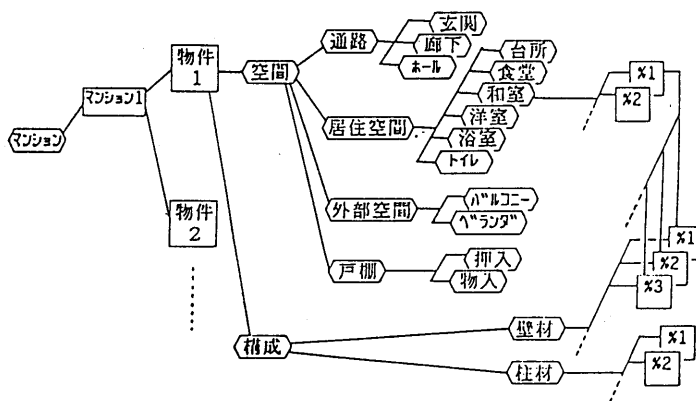 マンション
マンション1
物件
1
物件
2
空間
構成
通路
玄関
廊下
ホール
居住空間
台所
食堂
和室
洋室
浴室
トイレ
%1
%2
外部空間
バルコニー
ベランダ
戸棚
押入
物入
壁材
%1
%2
%3
柱材
%1
%2